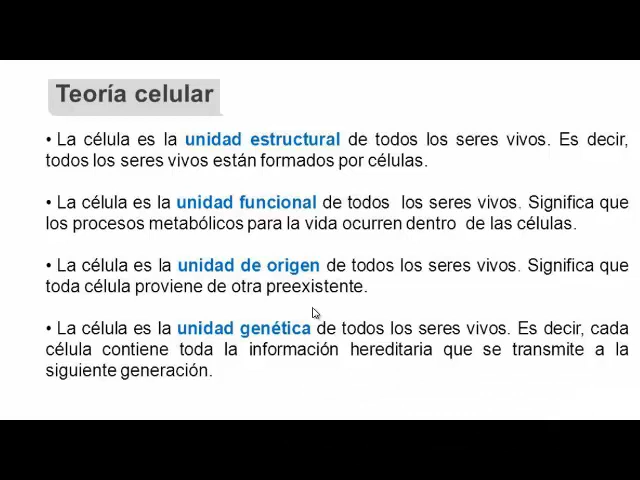 Teoría celular
• La célula es la unidad estructural de todos los seres vivos. Es decir,
todos los seres vivos están formados por células.
• La célula es la unidad funcional de todos los seres vivos. Significa que
los procesos metabólicos para la vida ocurren dentro de las células.
• La célula es la unidad de origen de todos los seres vivos. Significa que
toda célula proviene de otra preexistente.
• La célula es la unidad genética de todos los seres vivos. Es decir, cada
célula contiene toda la información hereditaria que se transmite a la
siguiente generación.